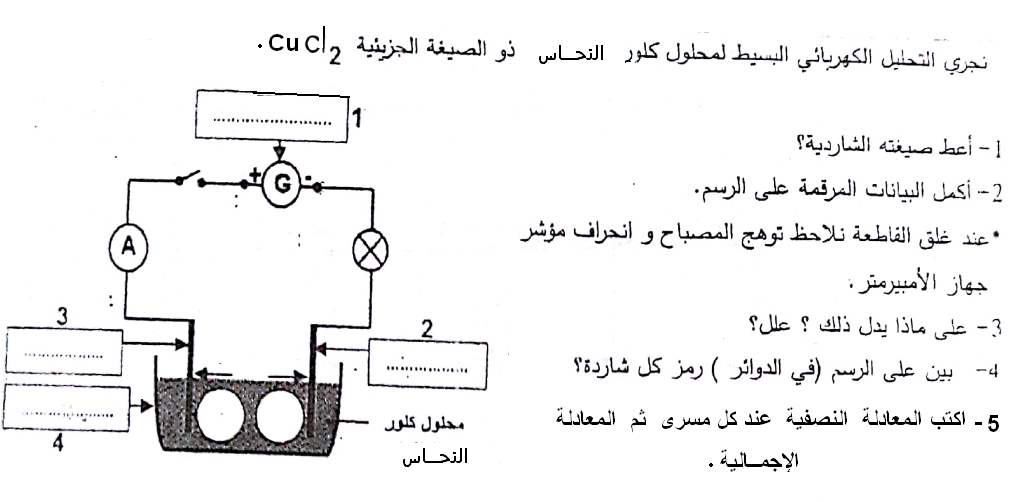 نجري التحليل الكهربائي البسيط لمحلول كلور النحـاس ذو الصيغة الجزيئية CuCl2 .
1- أعط صيغته الشاردية؟
2- أكمل البيانات المرقمة على الرسم.
*عند غلق القاطعة نلاحظ توهج المصباح و انحراف مؤشر
جهاز الأمبيرمتر .
3- على ماذا يدل ذلك ؟ علل؟
4- بين على الرسم (في الدوائر ) رمز كل شاردة؟
5- اكتب المعادلة النصفية عند كل مسرى ثم المعادلة
الإجمـالية .
.......................... 1
+ G -
A
3
..................
2
..................
..................
4
محلول كلور
النحـاس